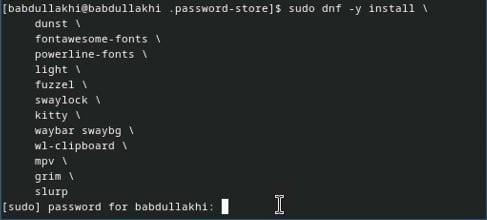 [babdullakhi@babdullakhi .password-store]$ sudo dnf -y install \
dunst \
fontawesome-fonts \
powerline-fonts \
light \
fuzzel \
swaylock \
kitty \
waybar swaybg \
wl-clipboard \
mpv \
grim \
slurp
[sudo] password for babdullakhi: